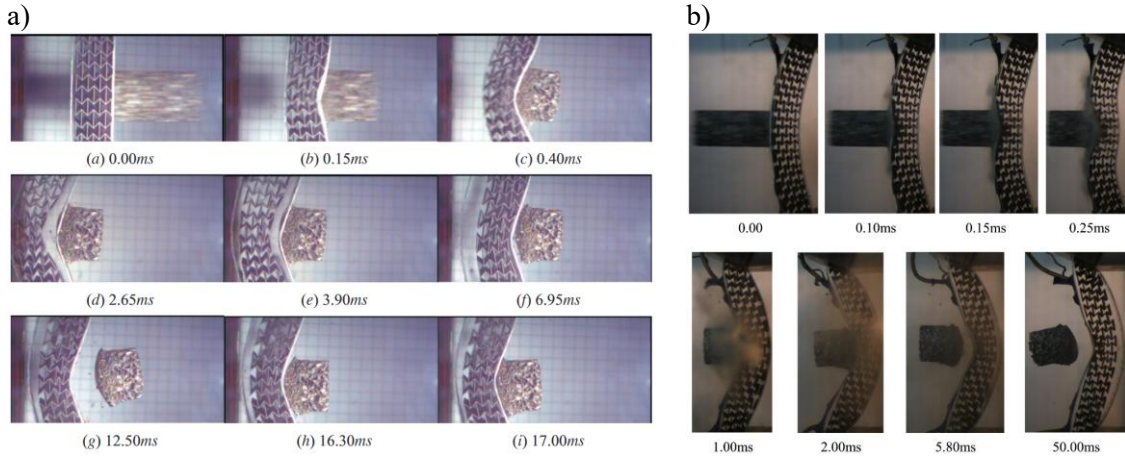 a)
(a) 0.00ms
(b) 0.15ms
(c) 0.40ms
(d) 2.65ms
(e) 3.90ms
(f) 6.95ms
(g) 12.50ms
(h) 16.30ms
(i) 17.00ms
b)
0.00
0.10ms
0.15ms
0.25ms
1.00ms
2.00ms
5.80ms
50.00ms